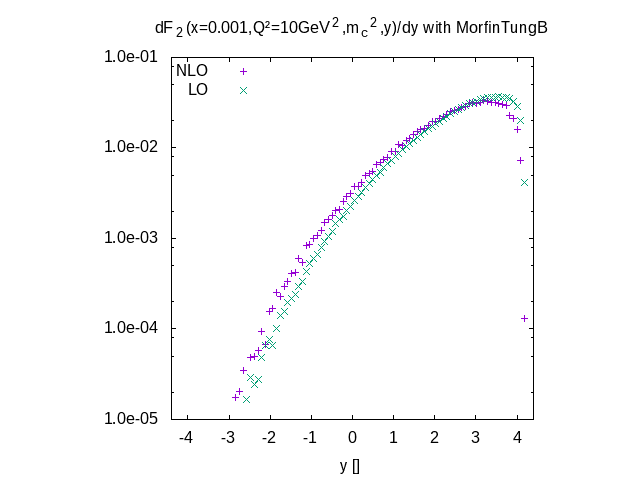 dF₂(x=0.001,Q²=10GeV²,m_c²,y)/dy with MorfinTungB
NLO
LO
1.0e-01
1.0e-02
1.0e-03
1.0e-04
1.0e-05
-4 -3 -2 -1 0 1 2 3 4
y []